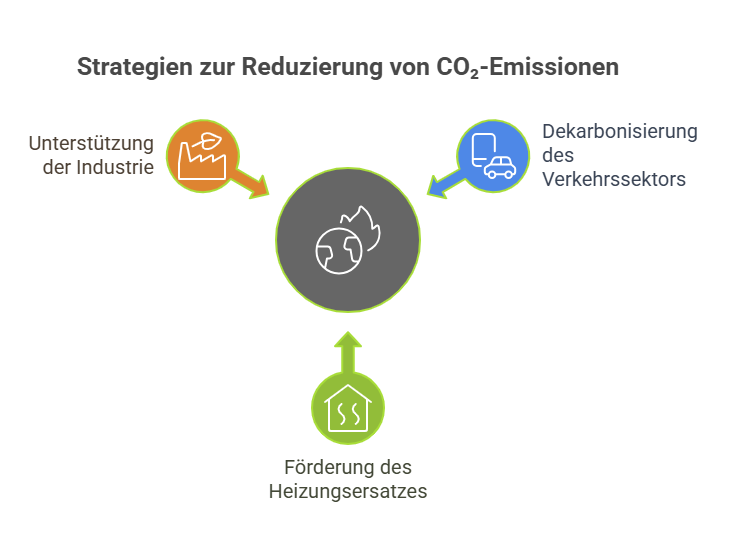 Strategien zur Reduzierung von CO₂-Emissionen
Unterstützung
der Industrie
Dekarbonisierung
des
Verkehrssektors
Förderung des
Heizungsersatzes